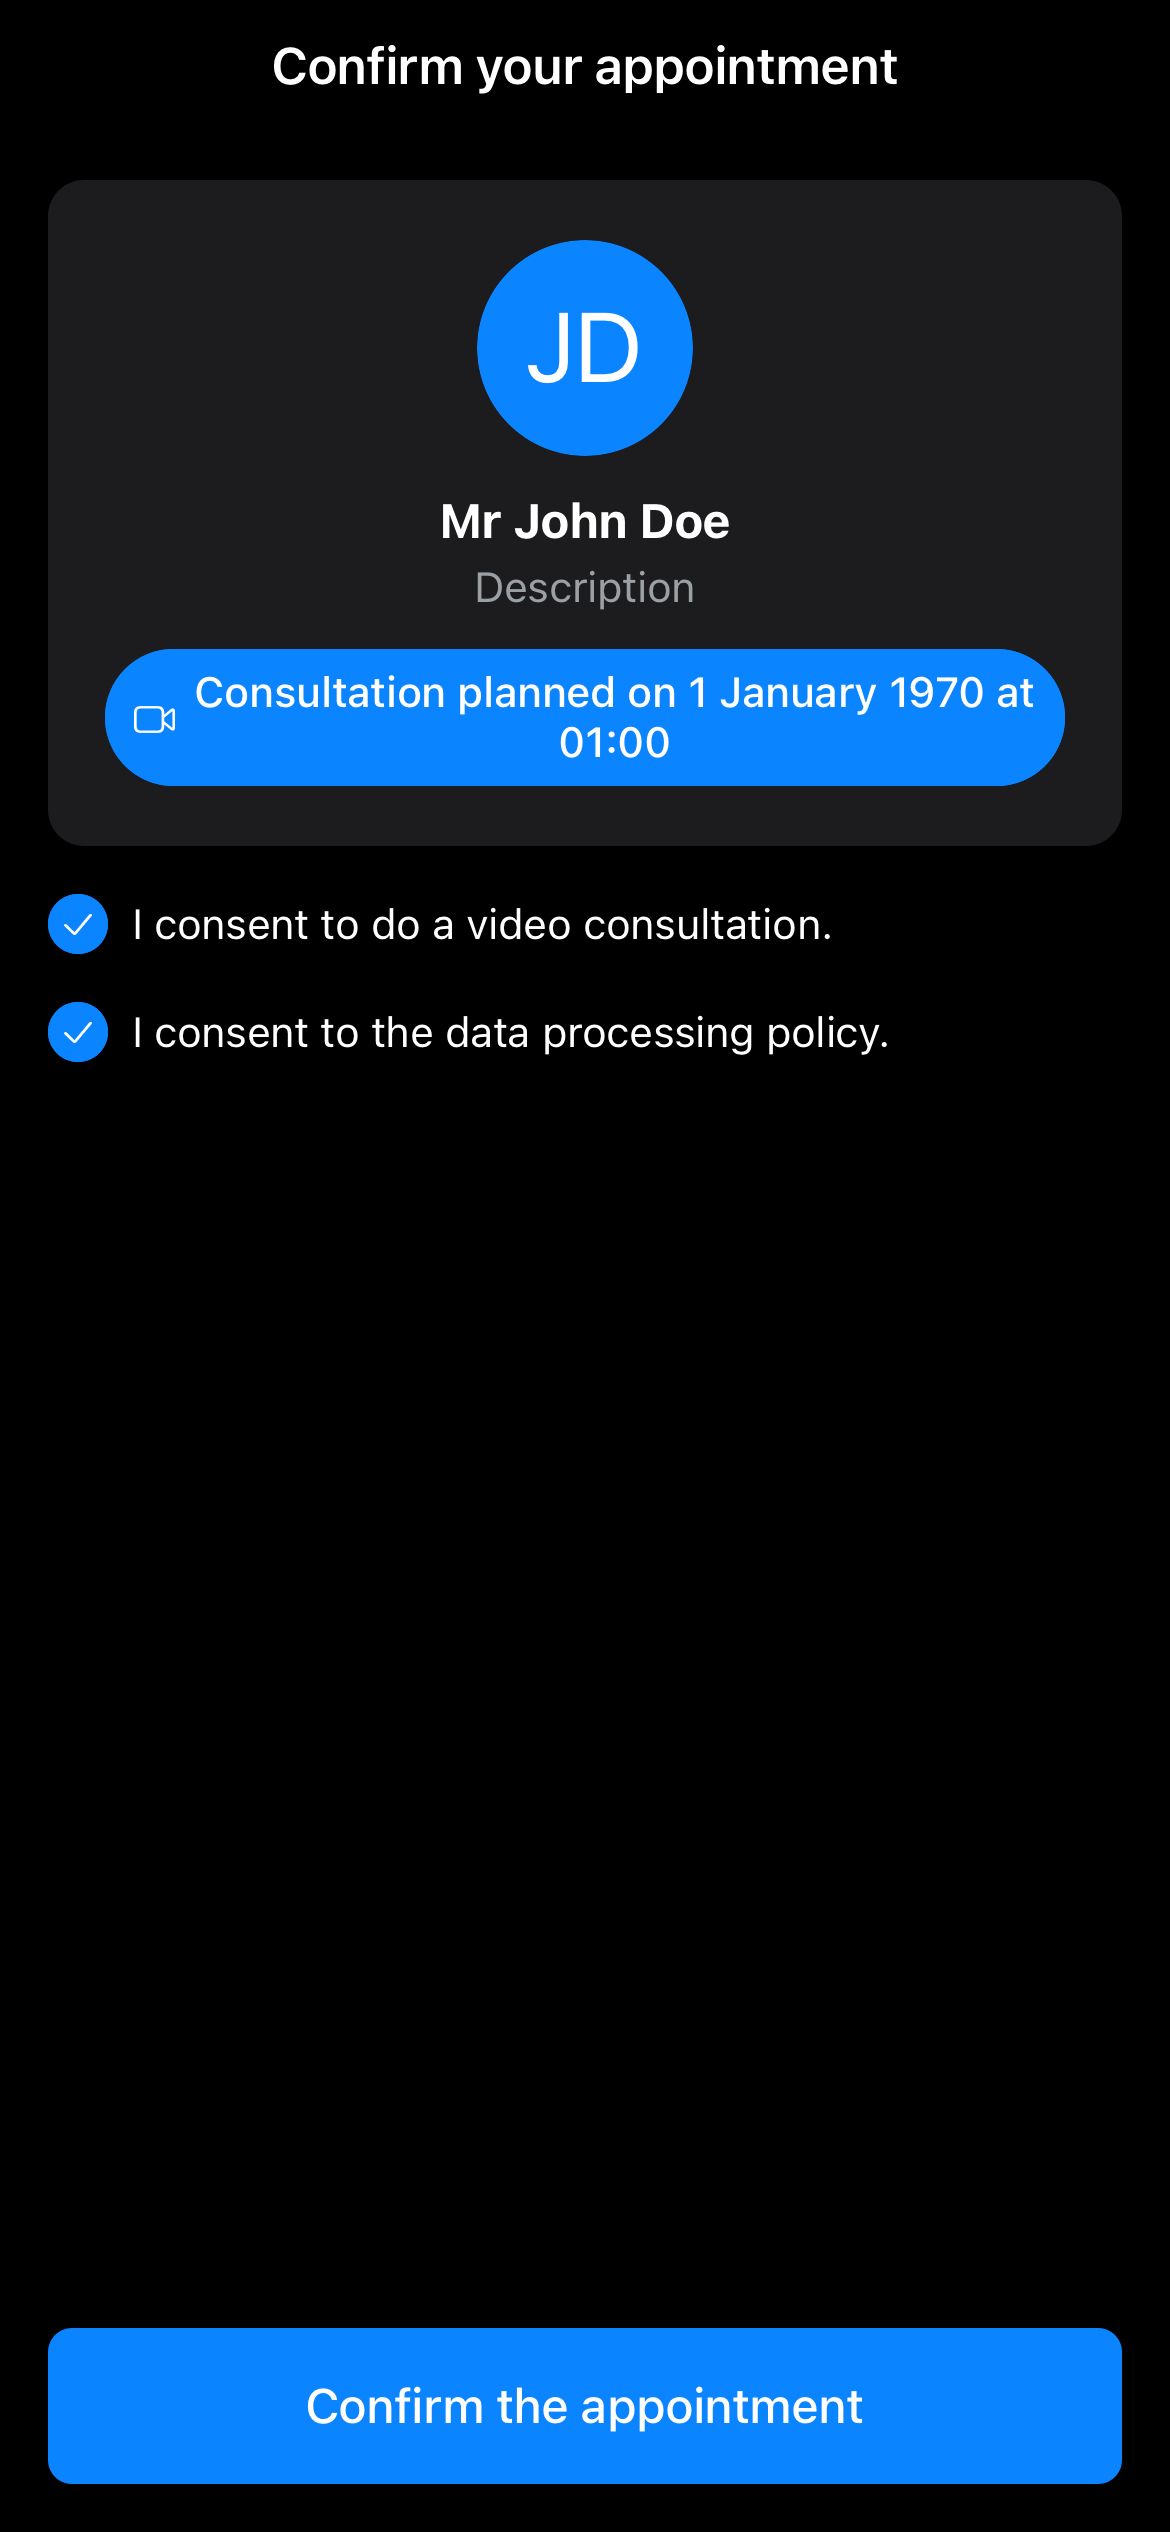 Confirm your appointment
JD
Mr John Doe
Description
Consultation planned on 1 January 1970 at
01:00
I consent to do a video consultation.
I consent to the data processing policy.
Confirm the appointment